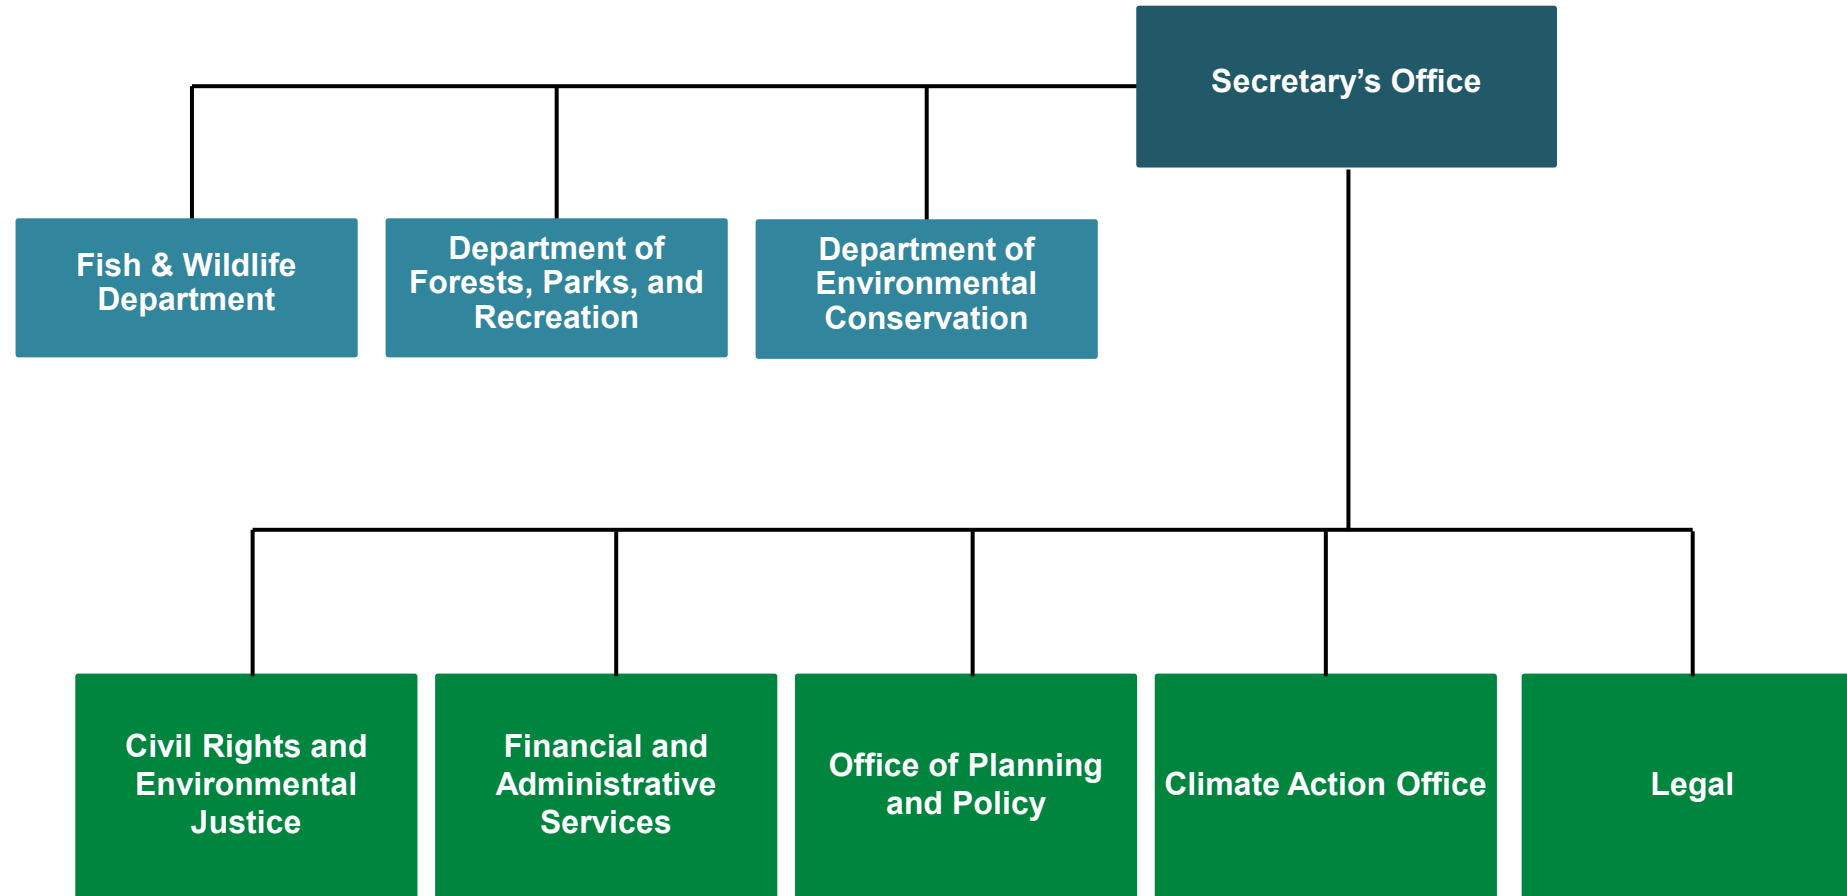 Secretary’s Office
Fish & Wildlife
Department
Department of
Forests, Parks, and
Recreation
Department of
Environmental
Conservation
Civil Rights and
Environmental
Justice
Financial and
Administrative
Services
Office of Planning
and Policy
Climate Action Office
Legal